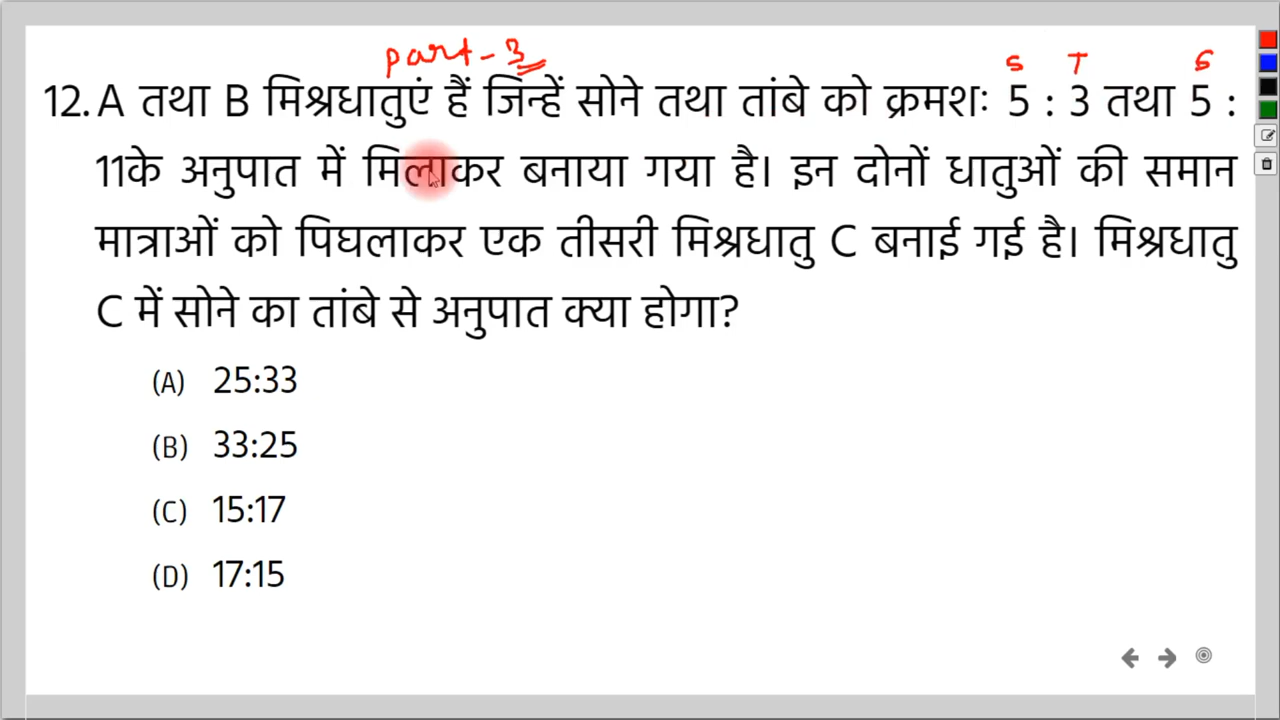 part-3
S T S
12. A तथा B मिश्रधातुएं हैं जिन्हें सोने तथा तांबे को क्रमशः 5 : 3 तथा 5 :
11के अनुपात में मिलाकर बनाया गया है। इन दोनों धातुओं की समान
मात्राओं को पिघलाकर एक तीसरी मिश्रधातु C बनाई गई है। मिश्रधातु
C में सोने का तांबे से अनुपात क्या होगा?
(A) 25:33
(B) 33:25
(C) 15:17
(D) 17:15